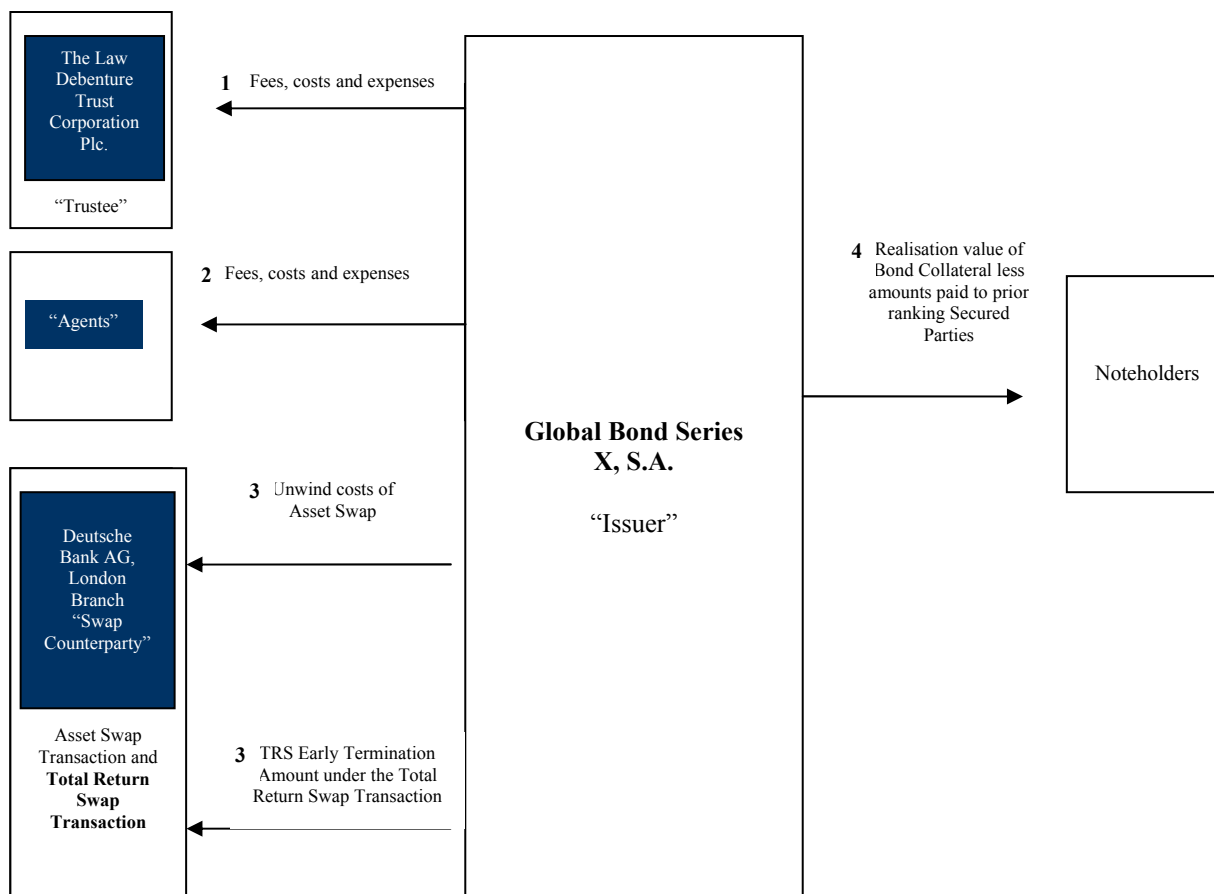 The Law
Debenture
Trust
Corporation
Plc.
“Trustee”
1 Fees, costs and expenses
“Agents”
2 Fees, costs and expenses
Deutsche
Bank AG,
London
Branch
“Swap
Counterparty”
Asset Swap
Transaction and
Total Return
Swap
Transaction
3 Unwind costs of
Asset Swap
3 TRS Early Termination
Amount under the Total
Return Swap Transaction
Global Bond Series
X, S.A.
“Issuer”
4 Realisation value of
Bond Collateral less
amounts paid to prior
ranking Secured
Parties
Noteholders